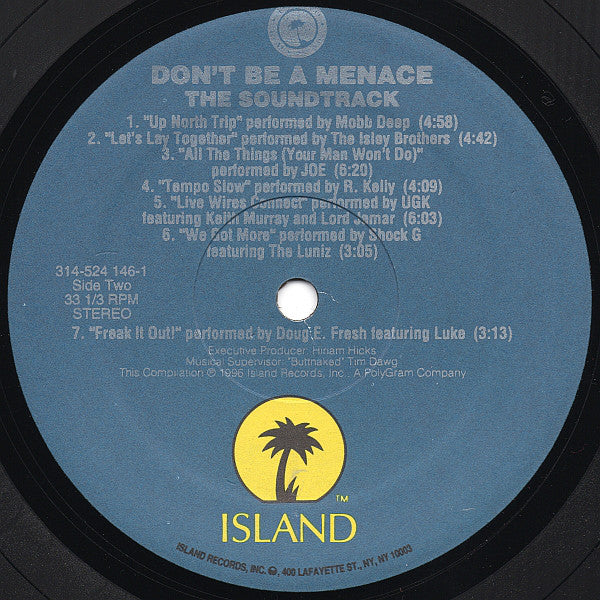 DON'T BE A MENACE
THE SOUNDTRACK
1. "Up North Trip" performed by Mobb Deep (4:58)
2. "Let's Lay Together" performed by The Isley Brothers (4:42)
3. "All The Things (Your Man Won't Do)"
performed by JOE (6:20)
4. "Tempo Slow" performed by R. Kelly (4:09)
5. "Live Wires Connect" performed by UGK
featuring Keith Murray and Lord Jamar (6:03)
6. "We Got More" performed by Shock G
featuring The Luniz (3:05)
314-524 146-1
Side Two
33 1/3 RPM
STEREO
7. "Freak It Out!" performed by Doug E. Fresh featuring Luke (3:13)
Executive Producer: Hiriam Hicks
Musical Supervisor: "Buttnaked" Tim Dawg
This Compilation ℗ 1996 Island Records, Inc. A PolyGram Company
TM
ISLAND
ISLAND RECORDS, INC. ℗. 400 LAFAYETTE ST., NY, NY, 10003